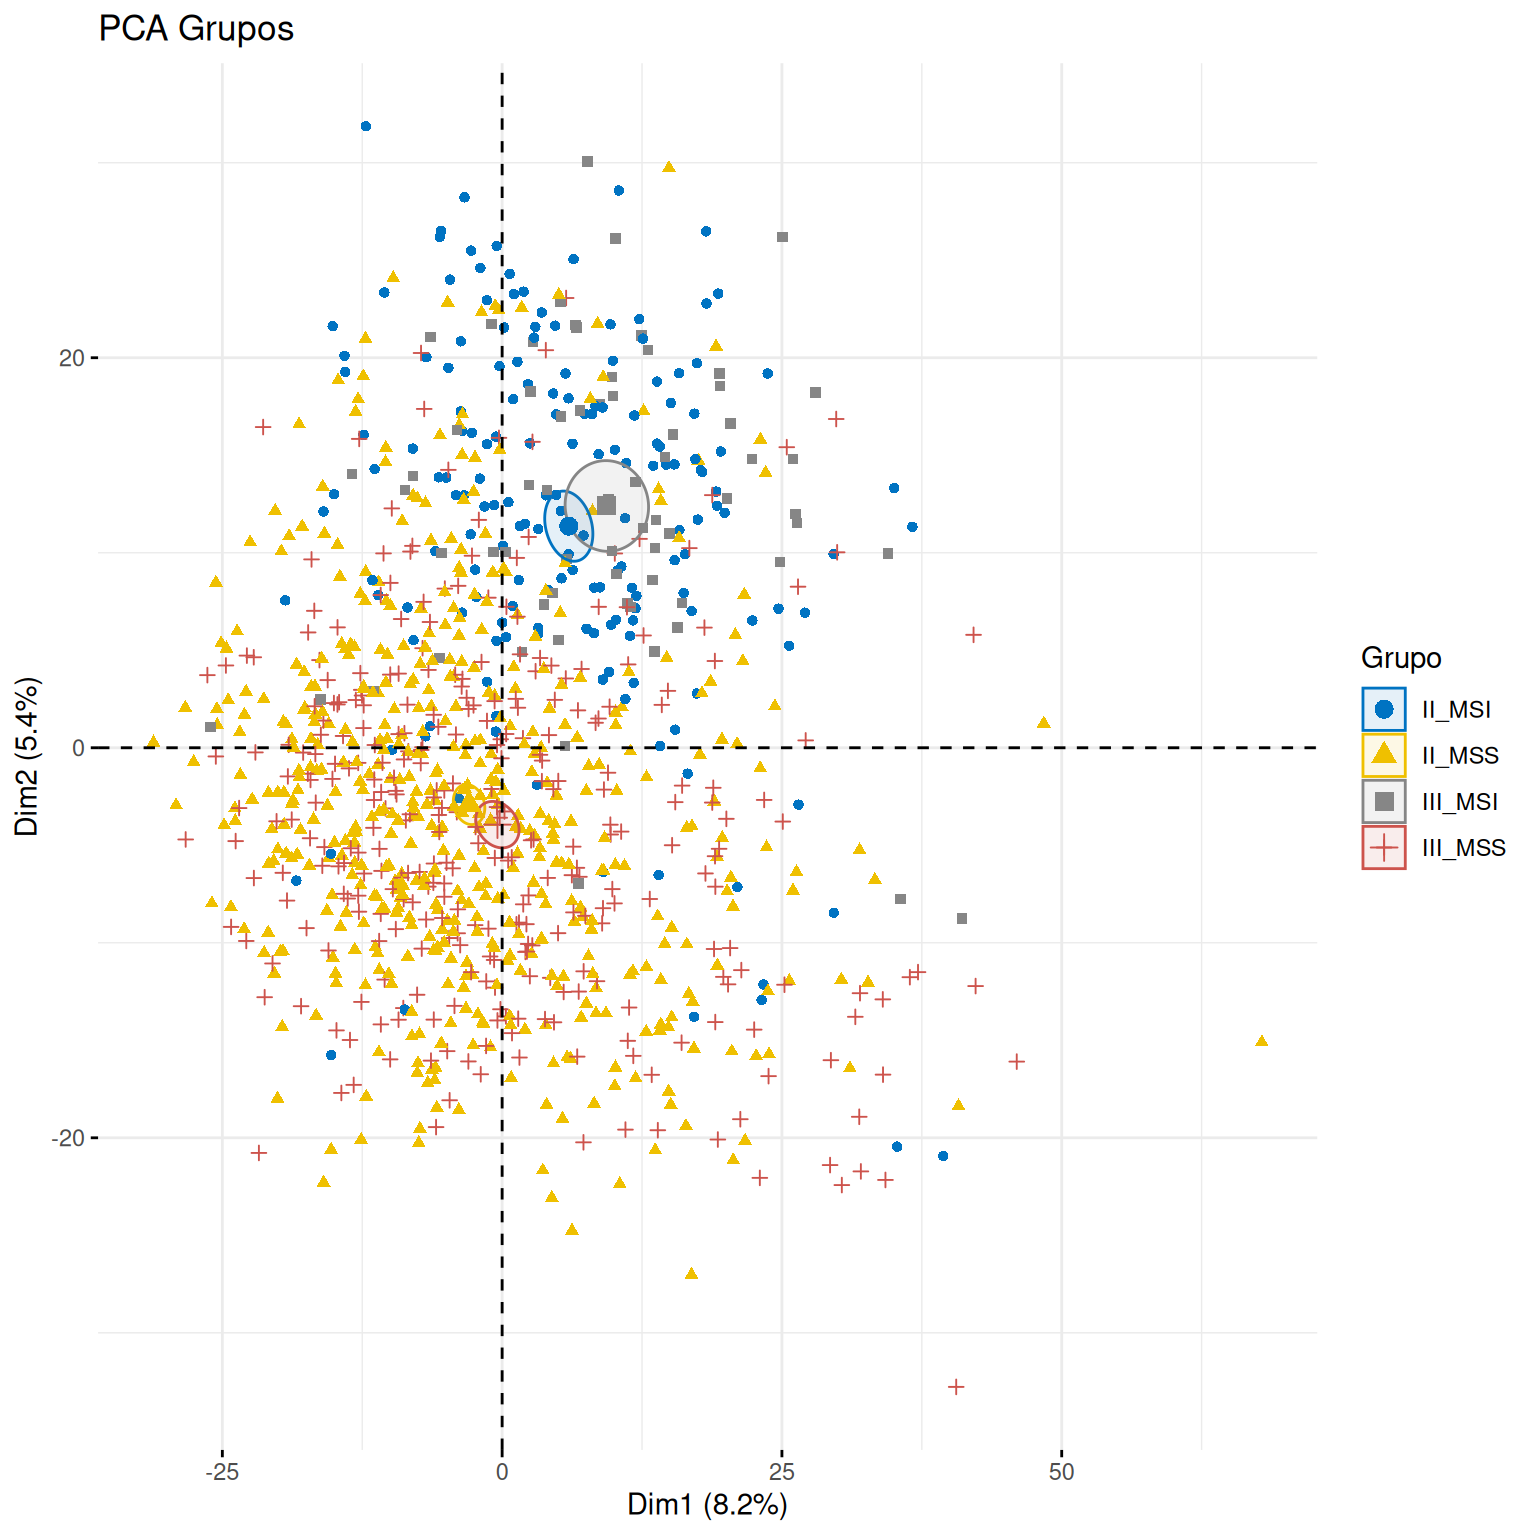 PCA Grupos
Dim2 (5.4%)
20
0
-20
-25
0
25
50
Dim1 (8.2%)
Grupo
II_MSI
II_MSS
III_MSI
III_MSS